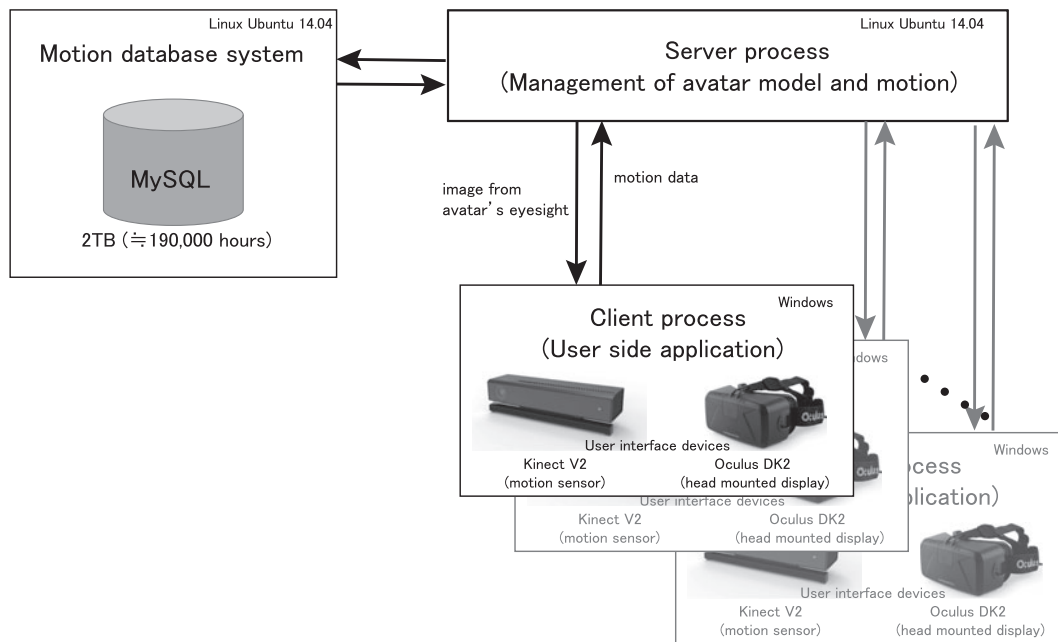 Linux Ubuntu 14.04
Motion database system
MySQL
2TB (≒190,000 hours)
Linux Ubuntu 14.04
Server process
(Management of avatar model and motion)
image from
avatar's eyesight
motion data
Windows
Client process
(User side application)
Oculus
User interface devices
Kinect V2
(motion sensor)
Oculus DK2
(head mounted display)
ndows
User interface devices
Kinect V2
(motion sensor)
Oculus DK2
(head mounted display)
Windows
ocess
plication)
Oculus
User interface devices
Kinect V2
(motion sensor)
Oculus DK2
(head mounted display)